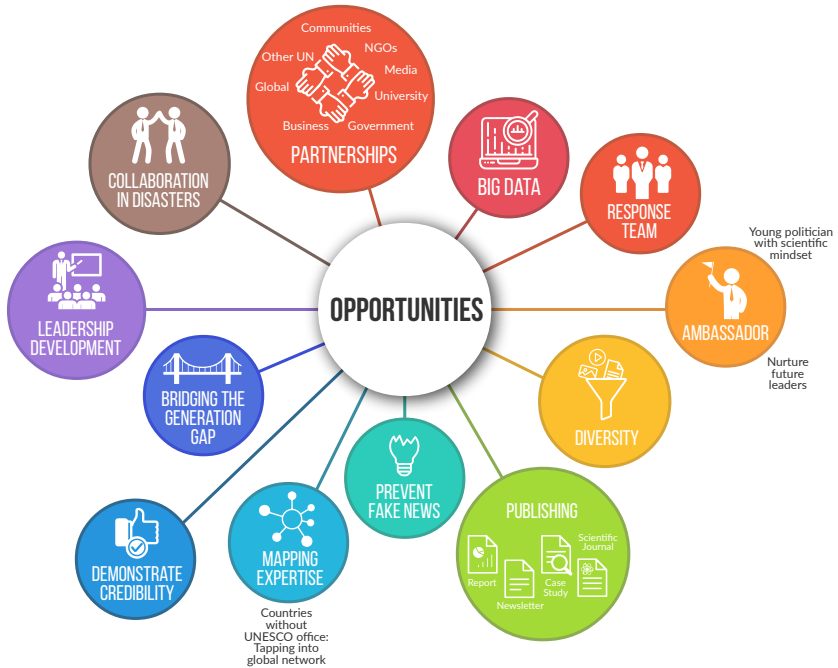 Communities
NGOs
Other UN
Media
Global
University
Business
Government
PARTNERSHIPS
COLLABORATION
IN DISASTERS
BIG DATA
RESPONSE
TEAM
Young politician
with scientific
mindset
AMBASSADOR
Nurture
future
leaders
OPPORTUNITIES
LEADERSHIP
DEVELOPMENT
BRIDGING THE
GENERATION
GAP
DIVERSITY
PREVENT
FAKE NEWS
PUBLISHING
Scientific
Journal
Report
Case
Study
Newsletter
DEMONSTRATE
CREDIBILITY
MAPPING
EXPERTISE
Countries
without
UNESCO office:
Tapping into
global network